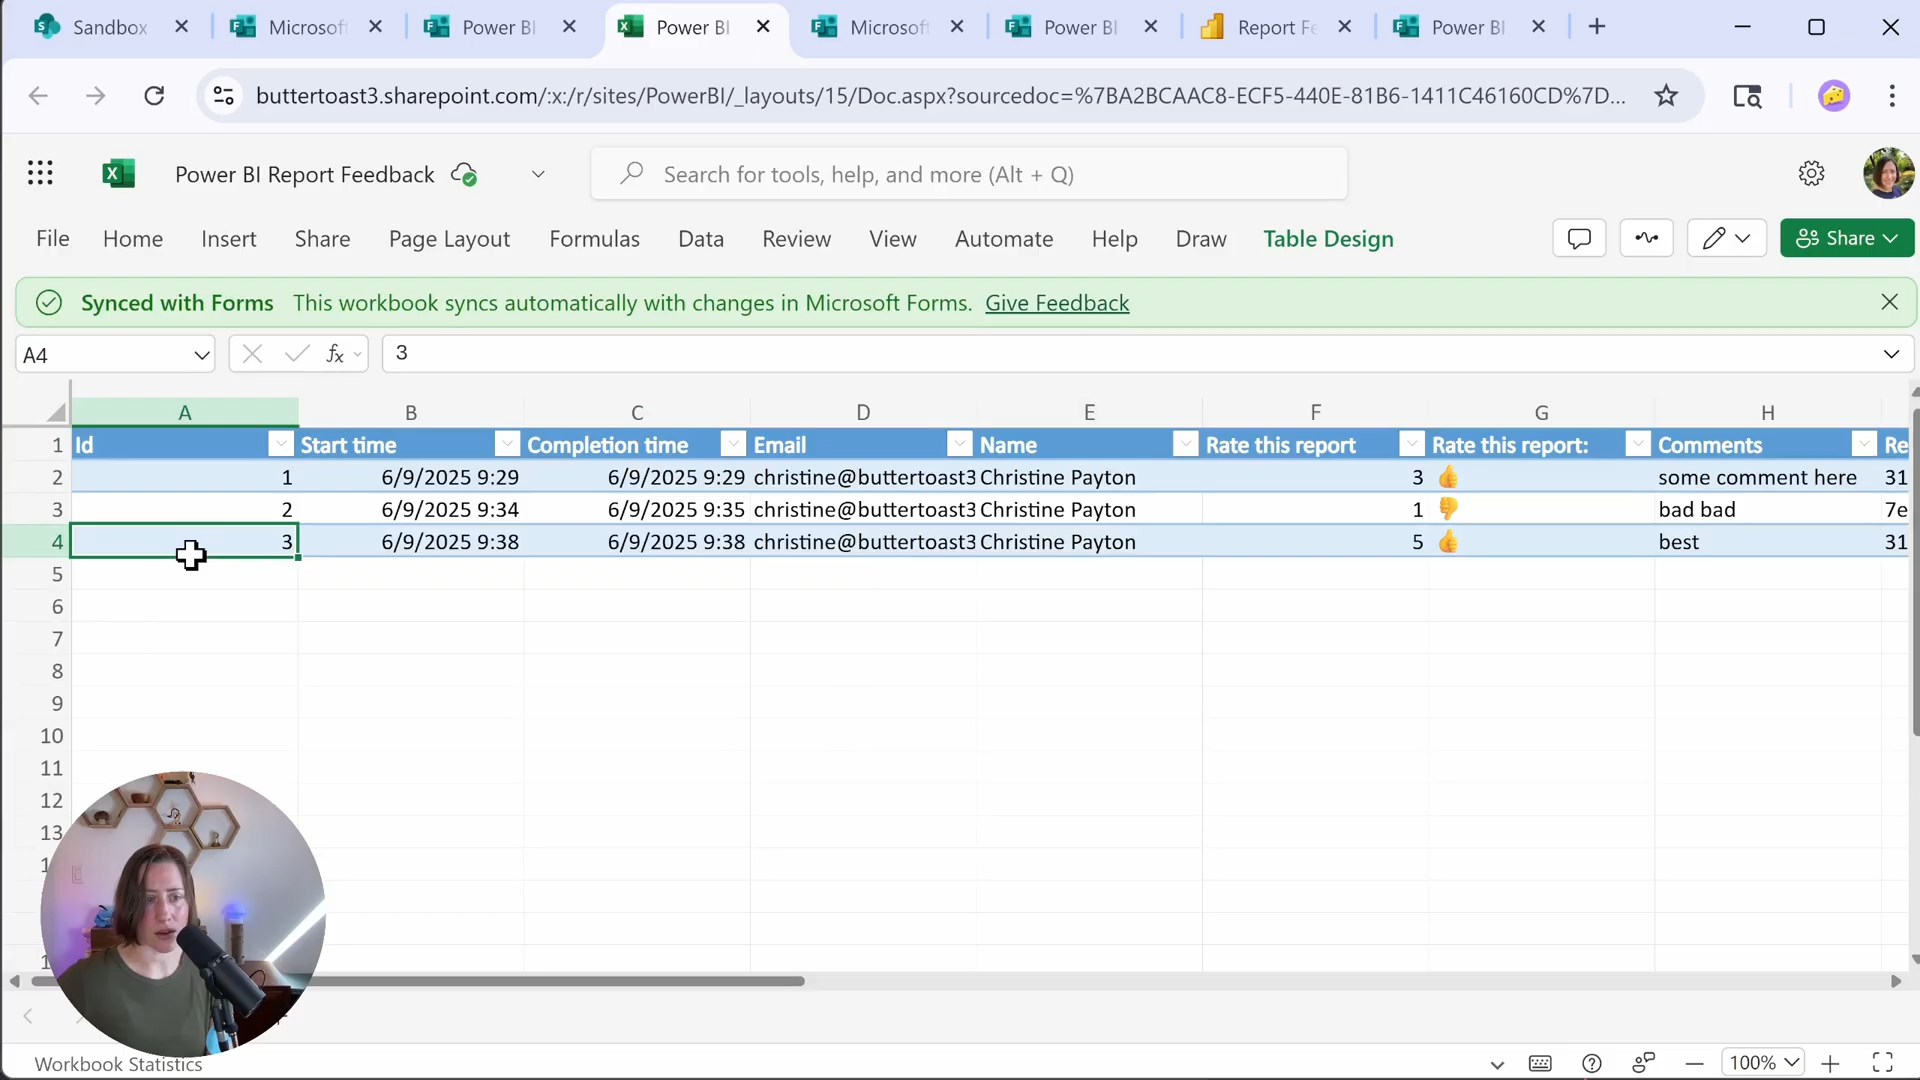 Sandbox
Microsof
Power BI
Power BI
Microsof
Power BI
Report Fe
Power BI
buttertoast3.sharepoint.com/:x:/r/sites/PowerBI/_layouts/15/Doc.aspx?sourcedoc=%7BA2BCAAC8-ECF5-440E-81B6-1411C46160CD%7D...
Power BI Report Feedback
Search for tools, help, and more (Alt + Q)
File Home Insert Share Page Layout Formulas Data Review View Automate Help Draw Table Design
Share
Synced with Forms This workbook syncs automatically with changes in Microsoft Forms. Give Feedback
A4 fx 3
A B C D E F G H
1 Id Start time Completion time Email Name Rate this report Rate this report: Comments Re
2 1 6/9/2025 9:29 6/9/2025 9:29 christine@buttertoast3 Christine Payton 3 👍 some comment here 31
3 2 6/9/2025 9:34 6/9/2025 9:35 christine@buttertoast3 Christine Payton 1 👎 bad bad 7e
4 3 6/9/2025 9:38 6/9/2025 9:38 christine@buttertoast3 Christine Payton 5 👍 best 31
5
6
7
8
9
10
11
12
13
Workbook Statistics
100%